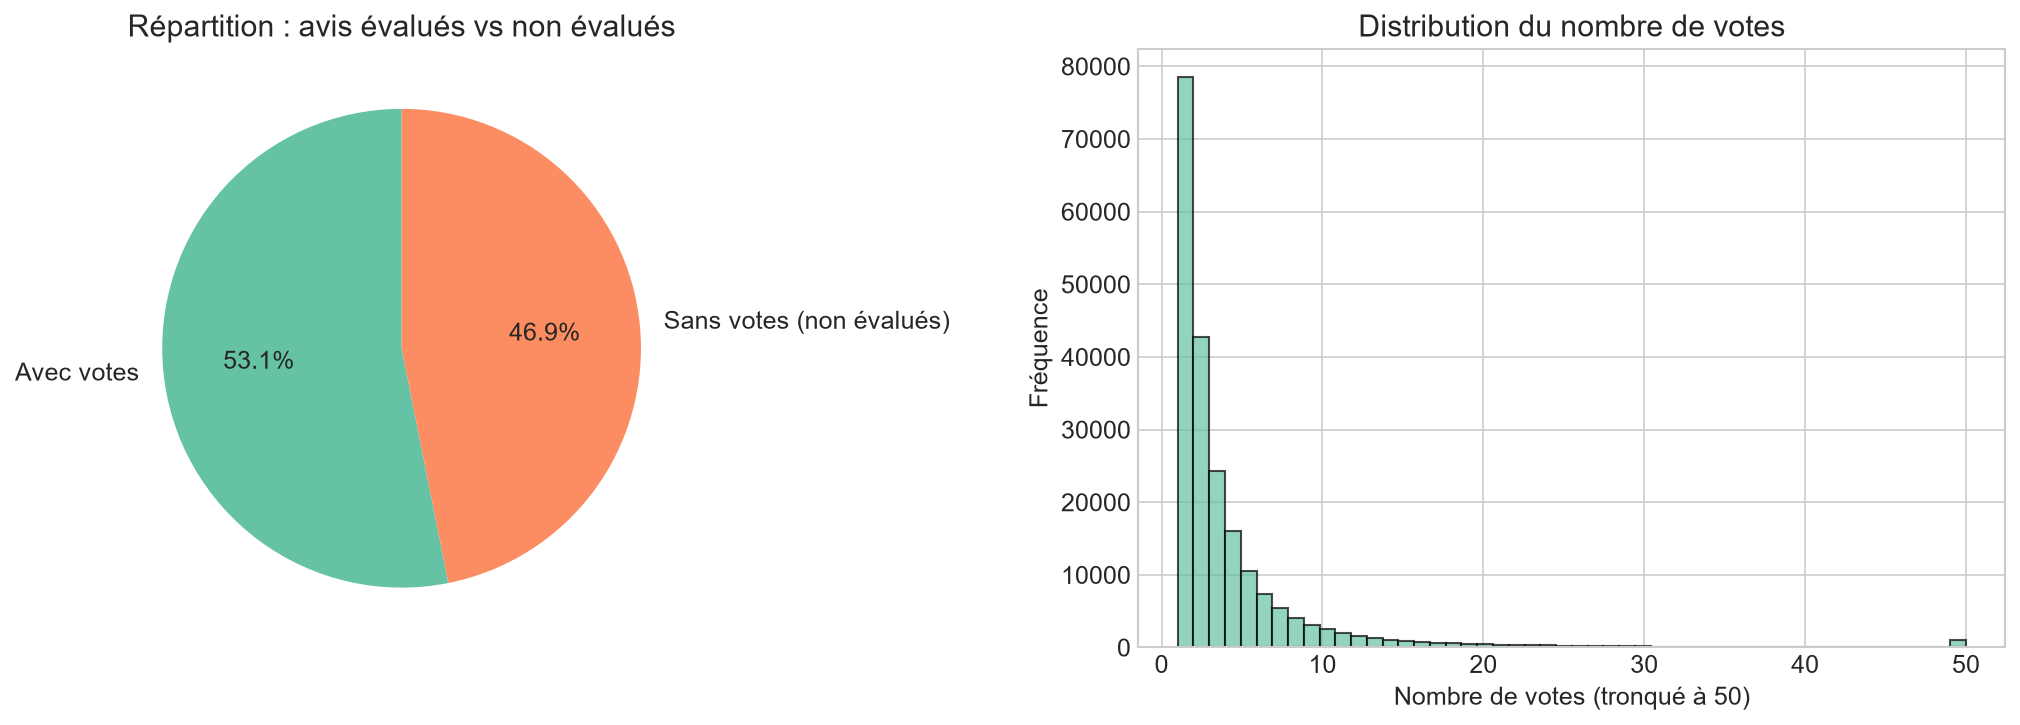 Répartition : avis évalués vs non évalués
Avec votes
53.1%
46.9%
Sans votes (non évalués)
Distribution du nombre de votes
Fréquence
80000
70000
60000
50000
40000
30000
20000
10000
0
0 10 20 30 40 50
Nombre de votes (tronqué à 50)